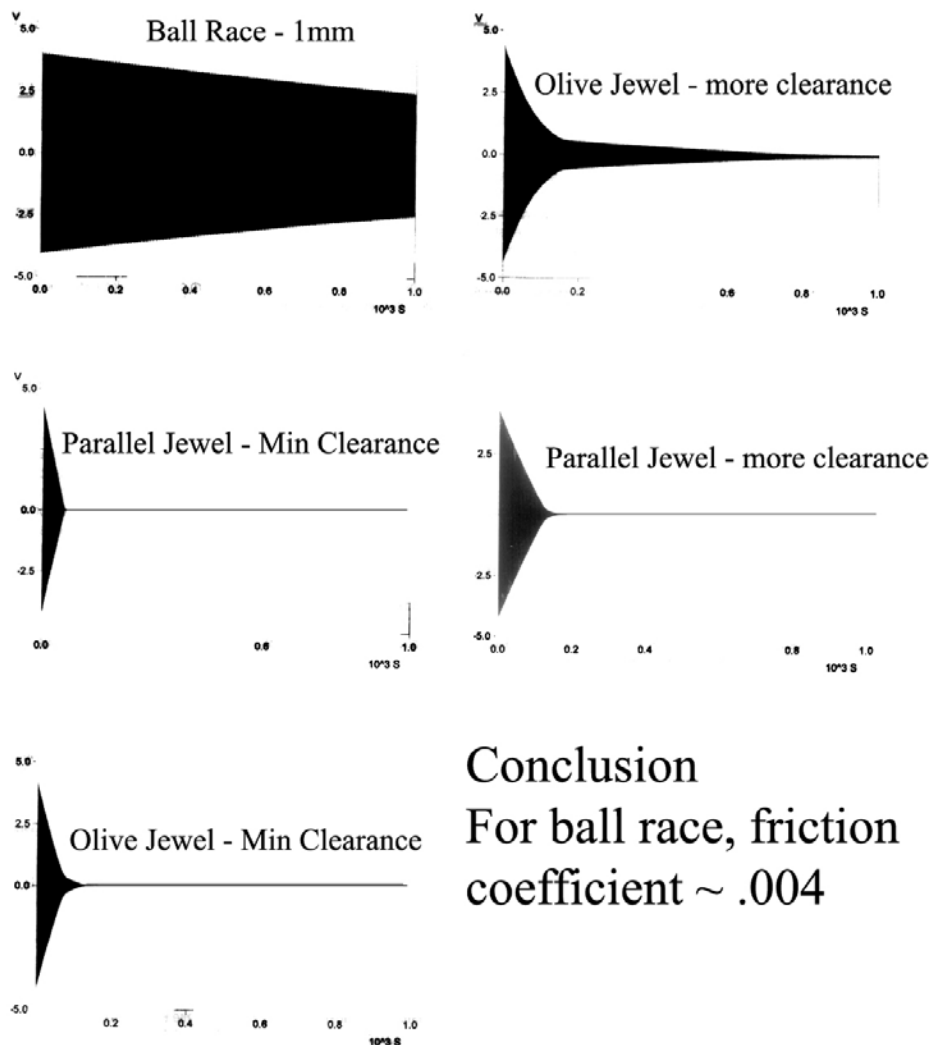 V
5.0
Ball Race - 1mm
2.5
0.0
-2.5
-5.0
0.0 0.2 0.4 0.6 0.8 1.0
10^3 S
V
5.0
Olive Jewel - more clearance
2.5
0.0
-2.5
-5.0
0.0 0.2 0.6 0.8 1.0
10^3 S
V
5.0
Parallel Jewel - Min Clearance
0.0
-2.5
0.0 0.6 1.0
10^3 S
2.5
Parallel Jewel - more clearance
0.0
-2.5
-5.0
0.0 0.2 0.4 0.8 1.0
10^3 S
5.0
2.5
Olive Jewel - Min Clearance
0.0
-5.0
0.2 0.4 0.6 0.8 1.0
10^3 S
Conclusion
For ball race, friction
coefficient ~ .004